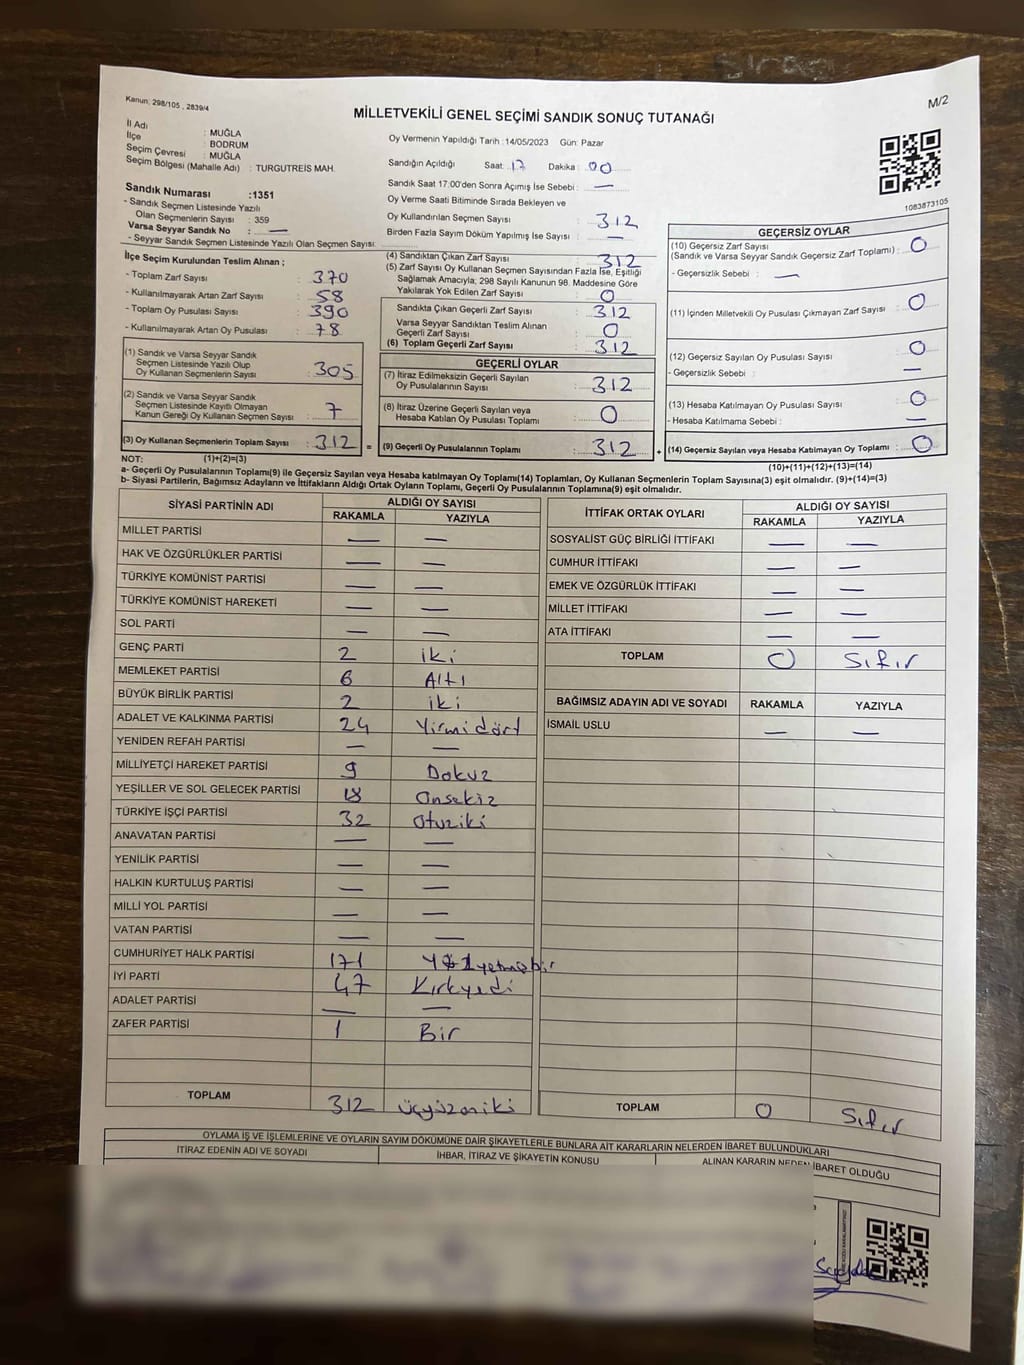 Kanun: 298/105 , 2839/4
M/2
MİLLETVEKİLİ GENEL SEÇİMİ SANDIK SONUÇ TUTANAĞI
İl Adı : MUĞLA
İlçe : BODRUM
Seçim Çevresi : MUĞLA
Seçim Bölgesi (Mahalle Adı) : TURGUTREİS MAH.
Sandık Numarası :1351
- Sandık Seçmen Listesinde Yazılı
Olan Seçmenlerin Sayısı : 359
Varsa Seyyar Sandık No : —
- Seyyar Sandık Seçmen Listesinde Yazılı Olan Seçmen Sayısı:
Oy Vermenin Yapıldığı Tarih : 14/05/2023 Gün: Pazar
Sandığın Açıldığı Saat: 17 Dakika : 00
Sandık Saat 17:00'den Sonra Açımış İse Sebebi : —
Oy Verme Saati Bitiminde Sırada Bekleyen ve
Oy Kullandırılan Seçmen Sayısı : 312
Birden Fazla Sayım Döküm Yapılmış İse Sayısı : —
1083873105
İlçe Seçim Kurulundan Teslim Alınan ;
- Toplam Zarf Sayısı : 370
- Kullanılmayarak Artan Zarf Sayısı : 58
- Toplam Oy Pusulası Sayısı : 390
- Kullanılmayarak Artan Oy Pusulası : 78
(1) Sandık ve Varsa Seyyar Sandık
Seçmen Listesinde Yazılı Olup
Oy Kullanan Seçmenlerin Sayısı : 305
(2) Sandık ve Varsa Seyyar Sandık
Seçmen Listesinde Kayıtlı Olmayan
Kanun Gereği Oy Kullanan Seçmen Sayısı : 7
(3) Oy Kullanan Seçmenlerin Toplam Sayısı : 312 =
(4) Sandıktan Çıkan Zarf Sayısı : 312
(5) Zarf Sayısı Oy Kullanan Seçmen Sayısından Fazla İse, Eşitliği
Sağlamak Amacıyla; 298 Sayılı Kanunun 98. Maddesine Göre
Yakılarak Yok Edilen Zarf Sayısı : 0
Sandıkta Çıkan Geçerli Zarf Sayısı : 312
Varsa Seyyar Sandıktan Teslim Alınan
Geçerli Zarf Sayısı : 0
(6) Toplam Geçerli Zarf Sayısı : 312
GEÇERLİ OYLAR
(7) İtiraz Edilmeksizin Geçerli Sayılan
Oy Pusulalarının Sayısı : 312
(8) İtiraz Üzerine Geçerli Sayılan veya
Hesaba Katılan Oy Pusulası Toplamı : 0
(9) Geçerli Oy Pusulalarının Toplamı : 312 +
GEÇERSİZ OYLAR
(10) Geçersiz Zarf Sayısı
(Sandık ve Varsa Seyyar Sandık Geçersiz Zarf Toplamı) : 0
- Geçersizlik Sebebi : —
(11) İçinden Milletvekili Oy Pusulası Çıkmayan Zarf Sayısı : 0
(12) Geçersiz Sayılan Oy Pusulası Sayısı : 0
- Geçersizlik Sebebi : —
(13) Hesaba Katılmayan Oy Pusulası Sayısı : 0
- Hesaba Katılmama Sebebi : —
(14) Geçersiz Sayılan veya Hesaba Katılmayan Oy Toplamı : 0
NOT: (1)+(2)=(3)
(10)+(11)+(12)+(13)=(14)
a- Geçerli Oy Pusulalarının Toplamı(9) ile Geçersiz Sayılan veya Hesaba katılmayan Oy Toplamı(14) Toplamları, Oy Kullanan Seçmenlerin Toplam Sayısına(3) eşit olmalıdır. (9)+(14)=(3)
b- Siyasi Partilerin, Bağımsız Adayların ve İttifakların Aldığı Ortak Oyların Toplamı, Geçerli Oy Pusulalarının Toplamına(9) eşit olmalıdır.
SİYASİ PARTİNİN ADI ALDIĞI OY SAYISI
RAKAMLA YAZIYLA
MİLLET PARTİSİ — —
HAK VE ÖZGÜRLÜKLER PARTİSİ — —
TÜRKİYE KOMÜNİST PARTİSİ — —
TÜRKİYE KOMÜNİST HAREKETİ — —
SOL PARTİ — —
GENÇ PARTİ 2 iki
MEMLEKET PARTİSİ 6 Altı
BÜYÜK BİRLİK PARTİSİ 2 iki
ADALET VE KALKINMA PARTİSİ 24 Yirmidört
YENİDEN REFAH PARTİSİ — —
MİLLİYETÇİ HAREKET PARTİSİ 9 Dokuz
YEŞİLLER VE SOL GELECEK PARTİSİ 18 Onsekiz
TÜRKİYE İŞÇİ PARTİSİ 32 Otuziki
ANAVATAN PARTİSİ — —
YENİLİK PARTİSİ — —
HALKIN KURTULUŞ PARTİSİ — —
MİLLİ YOL PARTİSİ — —
VATAN PARTİSİ — —
CUMHURİYET HALK PARTİSİ 171
İYİ PARTİ 47 Kırkyedi
ADALET PARTİSİ — —
ZAFER PARTİSİ 1 Bir
TOPLAM 312 üçyüzoniki
İTTİFAK ORTAK OYLARI ALDIĞI OY SAYISI
RAKAMLA YAZIYLA
SOSYALİST GÜÇ BİRLİĞİ İTTİFAKI — —
CUMHUR İTTİFAKI — —
EMEK VE ÖZGÜRLÜK İTTİFAKI — —
MİLLET İTTİFAKI — —
ATA İTTİFAKI — —
TOPLAM 0 Sıfır
BAĞIMSIZ ADAYIN ADI VE SOYADI RAKAMLA YAZIYLA
İSMAİL USLU — —
TOPLAM 0 Sıfır
OYLAMA İŞ VE İŞLEMLERİNE VE OYLARIN SAYIM DÖKÜMÜNE DAİR ŞİKAYETLERLE BUNLARA AİT KARARLARIN NELERDEN İBARET BULUNDUKLARI
İTİRAZ EDENİN ADI VE SOYADI İHBAR, İTİRAZ VE ŞİKAYETİN KONUSU ALINAN KARARIN NEDEN İBARET OLDUĞU